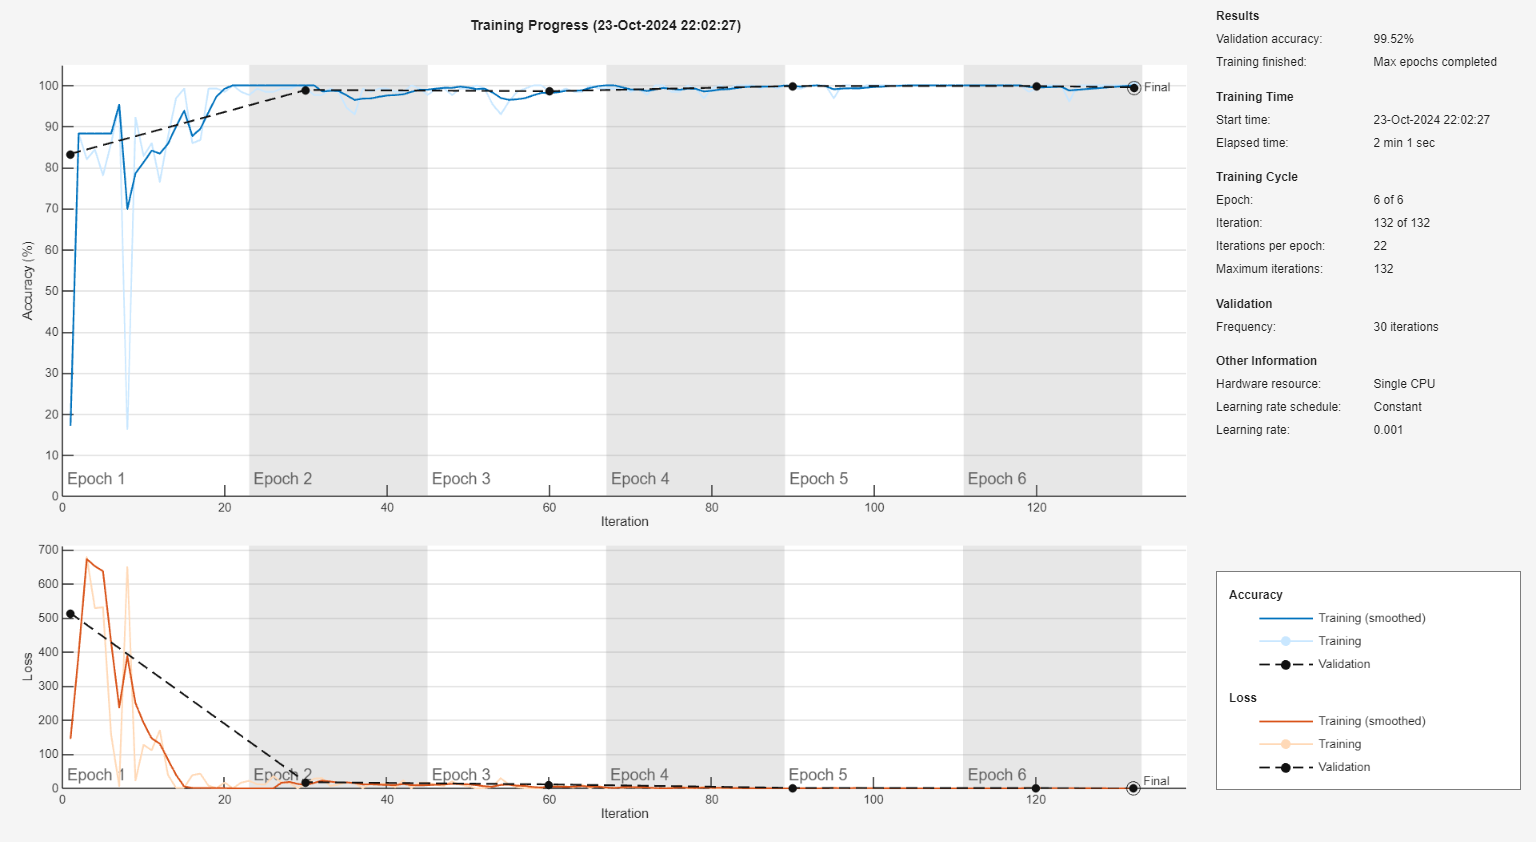 Training Progress (23-Oct-2024 22:02:27)
100
90
80
70
60
50
40
30
20
10
0
Accuracy (%)
Epoch 1
Epoch 2
Epoch 3
Epoch 4
Epoch 5
Epoch 6
Final
0
20
40
60
80
100
120
Iteration
700
600
500
400
300
200
100
0
Loss
Epoch 1
Epoch 2
Epoch 3
Epoch 4
Epoch 5
Epoch 6
Final
0
20
40
60
80
100
120
Iteration
Results
Validation accuracy: 99.52%
Training finished: Max epochs completed
Training Time
Start time: 23-Oct-2024 22:02:27
Elapsed time: 2 min 1 sec
Training Cycle
Epoch: 6 of 6
Iteration: 132 of 132
Iterations per epoch: 22
Maximum iterations: 132
Validation
Frequency: 30 iterations
Other Information
Hardware resource: Single CPU
Learning rate schedule: Constant
Learning rate: 0.001
Accuracy
Training (smoothed)
Training
Validation
Loss
Training (smoothed)
Training
Validation